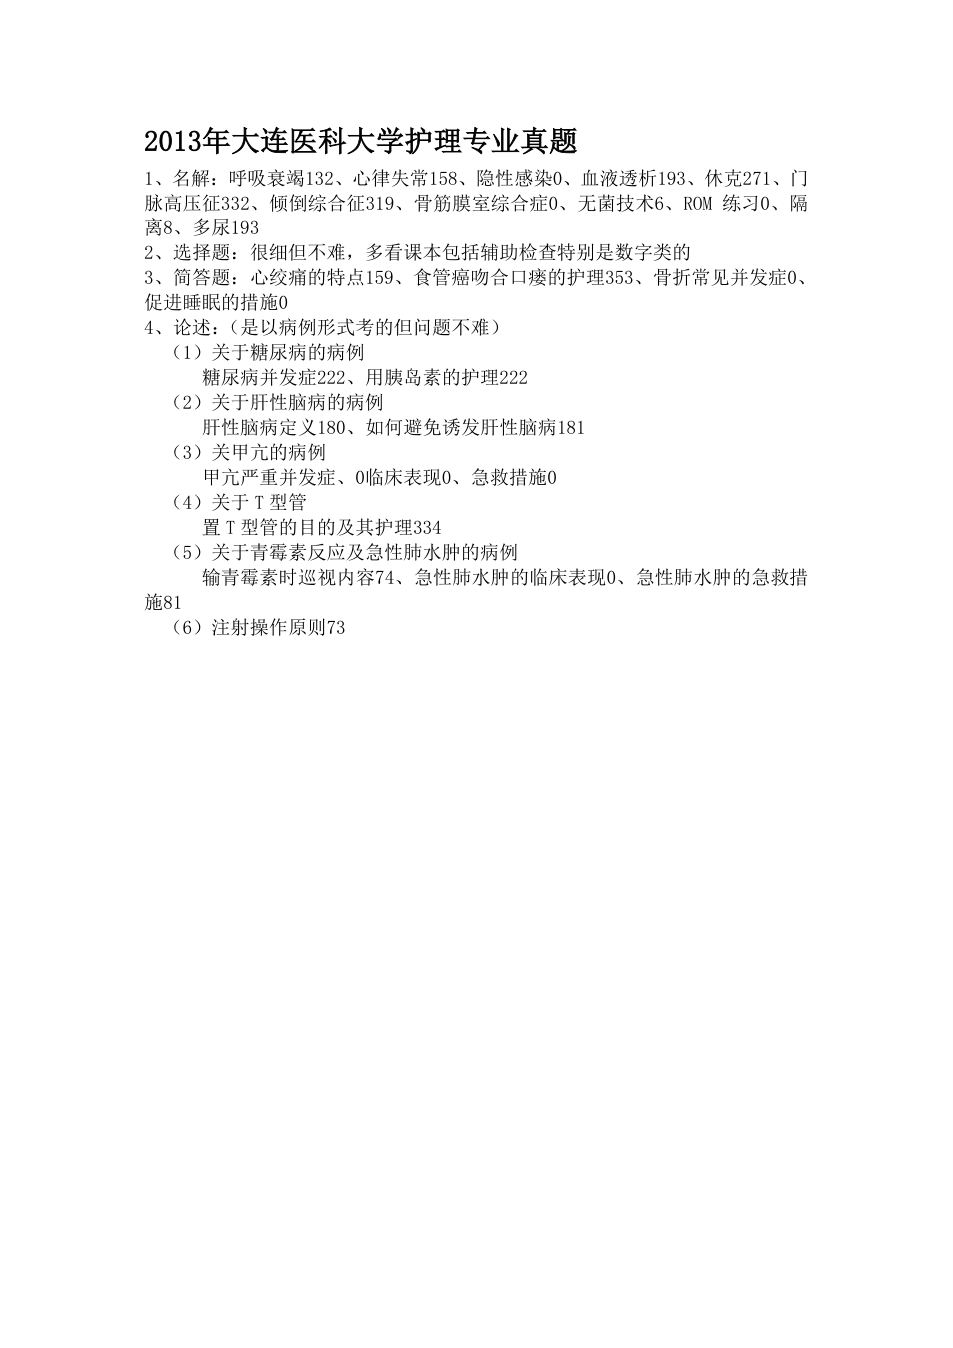 2013年大连医科大学护理专业真题
1、名解：呼吸衰竭132、心律失常158、隐性感染0、血液透析193、休克271、门
脉高压征332、倾倒综合征319、骨筋膜室综合症0、无菌技术6、ROM 练习0、隔
离8、多尿193
2、选择题：很细但不难，多看课本包括辅助检查特别是数字类的
3、简答题：心绞痛的特点159、食管癌吻合口瘘的护理353、骨折常见并发症0、
促进睡眠的措施0
4、论述：（是以病例形式考的但问题不难）
（1）关于糖尿病的病例
糖尿病并发症222、用胰岛素的护理222
（2）关于肝性脑病的病例
肝性脑病定义180、如何避免诱发肝性脑病181
（3）关甲亢的病例
甲亢严重并发症、0临床表现0、急救措施0
（4）关于 T 型管
置 T 型管的目的及其护理334
（5）关于青霉素反应及急性肺水肿的病例
输青霉素时巡视内容74、急性肺水肿的临床表现0、急性肺水肿的急救措
施81
（6）注射操作原则73